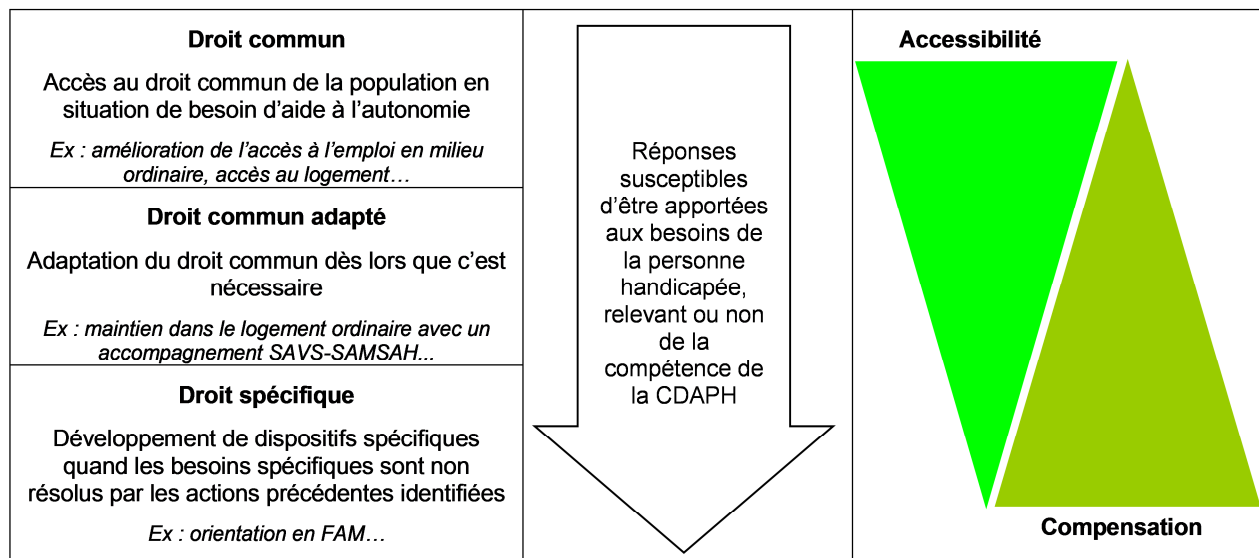 Droit commun
Accès au droit commun de la population en
situation de besoin d'aide à l'autonomie
Ex : amélioration de l'accès à l'emploi en milieu
ordinaire, accès au logement…
Droit commun adapté
Adaptation du droit commun dès lors que c'est
nécessaire
Ex : maintien dans le logement ordinaire avec un
accompagnement SAVS-SAMSAH...
Droit spécifique
Développement de dispositifs spécifiques
quand les besoins spécifiques sont non
résolus par les actions précédentes identifiées
Ex : orientation en FAM…
Réponses
susceptibles
d'être apportées
aux besoins de
la personne
handicapée,
relevant ou non
de la
compétence de
la CDAPH
Accessibilité
Compensation